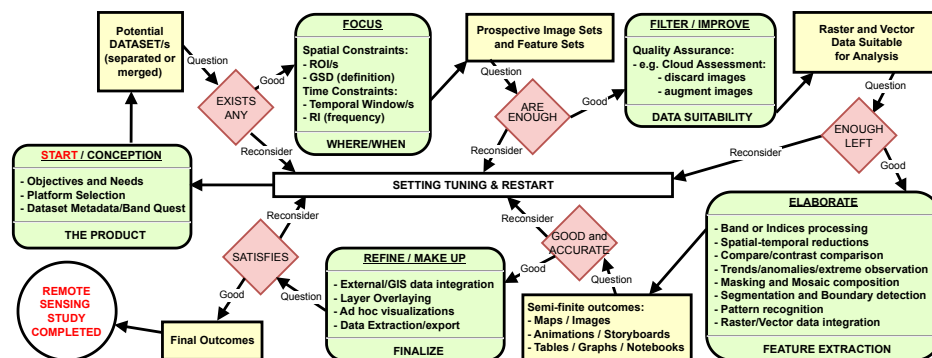 Potential
DATASET/s
(separated or
merged)
Question
EXISTS
ANY
Good
Reconsider
FOCUS
Spatial Constraints:
- ROI/s
- GSD (definition)
Time Constraints:
- Temporal Window/s
- RI (frequency)
WHERE/WHEN
Prospective Image Sets
and Feature Sets
Question
ARE
ENOUGH
Good
Reconsider
FILTER / IMPROVE
Quality Assurance:
- e.g. Cloud Assessment:
- discard images
- augment images
DATA SUITABILITY
Raster and Vector
Data Suitable
for Analysis
Question
ENOUGH
LEFT
Reconsider
Good
START / CONCEPTION
- Objectives and Needs
- Platform Selection
- Dataset Metadata/Band Quest
THE PRODUCT
SETTING TUNING & RESTART
ELABORATE
- Band or Indices processing
- Spatial-temporal reductions
- Compare/contrast comparison
- Trends/anomalies/extreme observation
- Masking and Mosaic composition
- Segmentation and Boundary detection
- Pattern recognition
- Raster/Vector data integration
FEATURE EXTRACTION
Semi-finite outcomes:
- Maps / Images
- Animations / Storyboards
- Tables / Graphs / Notebooks
Question
GOOD and
ACCURATE
Reconsider
Good
REFINE / MAKE UP
- External/GIS data integration
- Layer Overlaying
- Ad hoc visualizations
- Data Extraction/export
FINALIZE
Question
SATISFIES
Reconsider
Good
Final Outcomes
REMOTE
SENSING
STUDY
COMPLETED